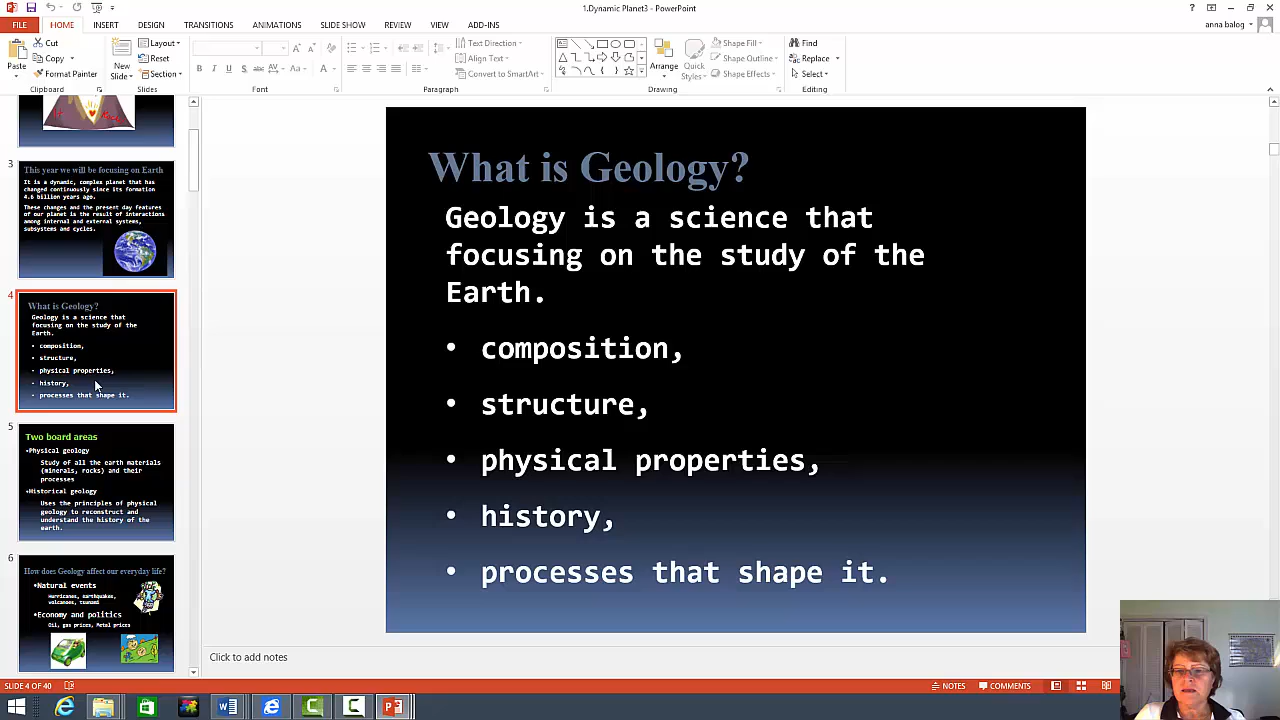 1.Dynamic Planet3 - PowerPoint
FILE HOME INSERT DESIGN TRANSITIONS ANIMATIONS SLIDE SHOW REVIEW VIEW ADD-INS
anna balog
Paste
Cut
Copy
Format Painter
New Slide
Layout
Reset
Section
B I U S abc AV Aa A
Text Direction
Align Text
Convert to SmartArt
Arrange
Quick Styles
Shape Fill
Shape Outline
Shape Effects
Find
Replace
Select
Clipboard Slides Font Paragraph Drawing Editing
3
This year we will be focusing on Earth
It is a dynamic, complex planet that has
changed continuously since its formation
4.6 billion years ago.
These changes and the present day features
of our planet is the result of interactions
among internal and external systems,
subsystems and cycles.
4
What is Geology?
Geology is a science that
focusing on the study of the
Earth.
• composition,
• structure,
• physical properties,
• history,
• processes that shape it.
5
Two board areas
•Physical geology
Study of all the earth materials
(minerals, rocks) and their
processes
•Historical geology
Uses the principles of physical
geology to reconstruct and
understand the history of the
earth.
6
How does Geology affect our everyday life?
•Natural events
Hurricanes, earthquakes,
volcanoes, tsunami
•Economy and politics
Oil, gas prices, Metal prices
What is Geology?
Geology is a science that
focusing on the study of the
Earth.
• composition,
• structure,
• physical properties,
• history,
• processes that shape it.
Click to add notes
SLIDE 4 OF 40
NOTES COMMENTS